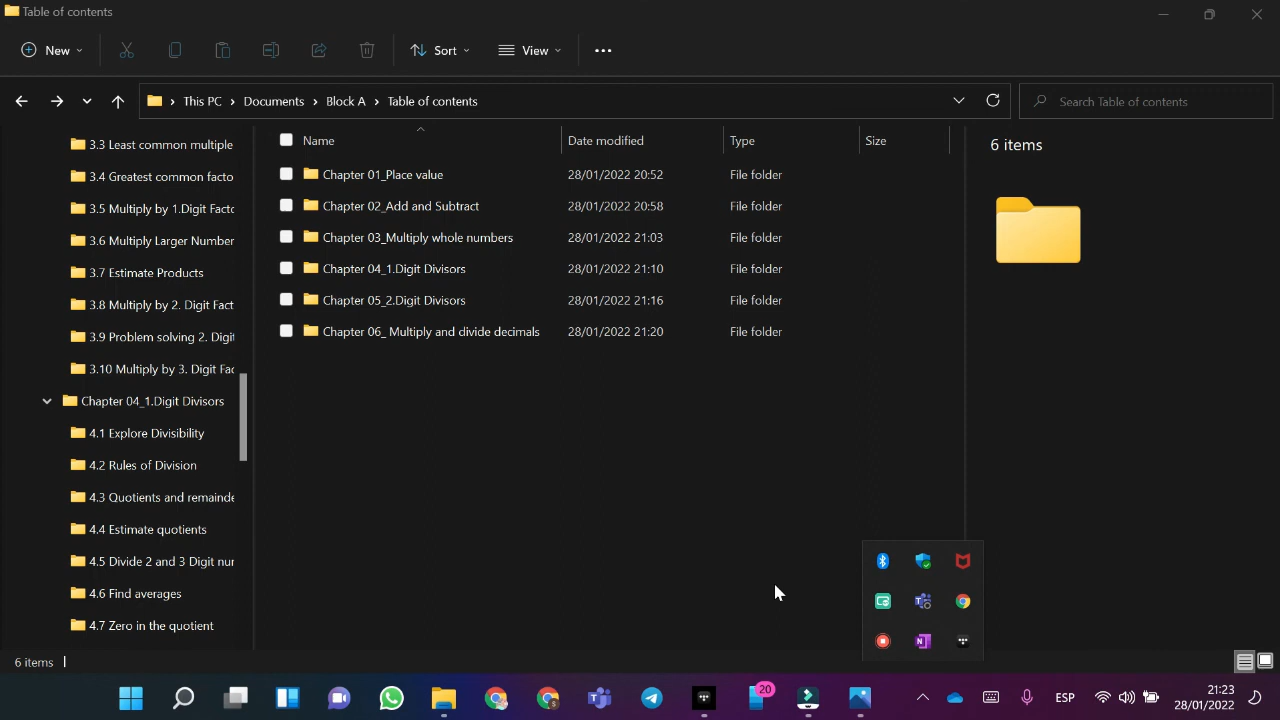 Table of contents
New
Sort
View
This PC > Documents > Block A > Table of contents
Search Table of contents
Name Date modified Type Size
Chapter 01_Place value 28/01/2022 20:52 File folder
Chapter 02_Add and Subtract 28/01/2022 20:58 File folder
Chapter 03_Multiply whole numbers 28/01/2022 21:03 File folder
Chapter 04_1.Digit Divisors 28/01/2022 21:10 File folder
Chapter 05_2.Digit Divisors 28/01/2022 21:16 File folder
Chapter 06_ Multiply and divide decimals 28/01/2022 21:20 File folder
6 items
3.3 Least common multiple
3.4 Greatest common facto
3.5 Multiply by 1.Digit Facto
3.6 Multiply Larger Number
3.7 Estimate Products
3.8 Multiply by 2. Digit Fact
3.9 Problem solving 2. Digit
3.10 Multiply by 3. Digit Fac
Chapter 04_1.Digit Divisors
4.1 Explore Divisibility
4.2 Rules of Division
4.3 Quotients and remainde
4.4 Estimate quotients
4.5 Divide 2 and 3 Digit nur
4.6 Find averages
4.7 Zero in the quotient
6 items
20
ESP
21:23
28/01/2022